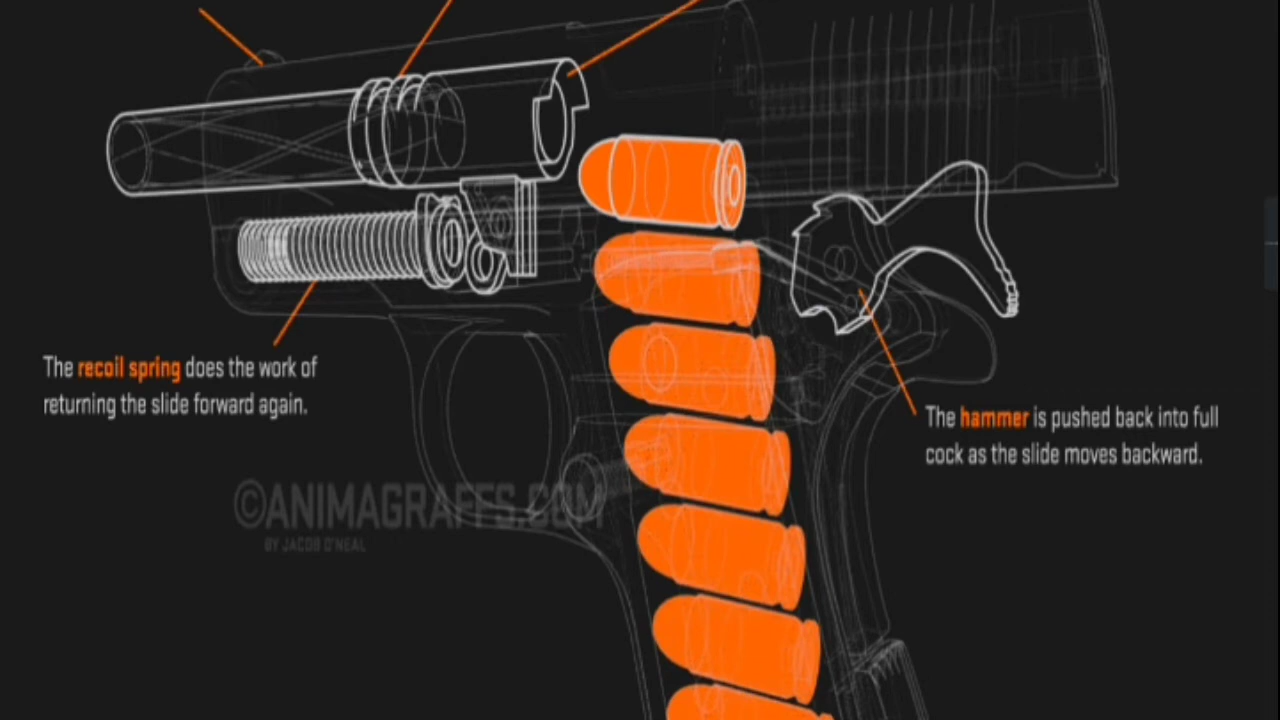 The recoil spring does the work of
returning the slide forward again.
The hammer is pushed back into full
cock as the slide moves backward.
©ANIMAGRAFFS.COM
BY JACOB O'NEAL